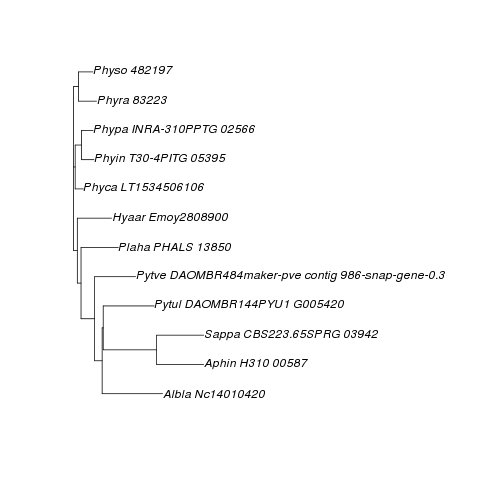 Physo 482197
Phyra 83223
Phypa INRA-310PPTG 02566
Phyin T30-4PITG 05395
Phyca LT1534506106
Hyaar Emoy2808900
Plaha PHALS 13850
Pytve DAOMBR484maker-pve contig 986-snap-gene-0.3
Pytul DAOMBR144PYU1 G005420
Sappa CBS223.65SPRG 03942
Aphin H310 00587
Albla Nc14010420